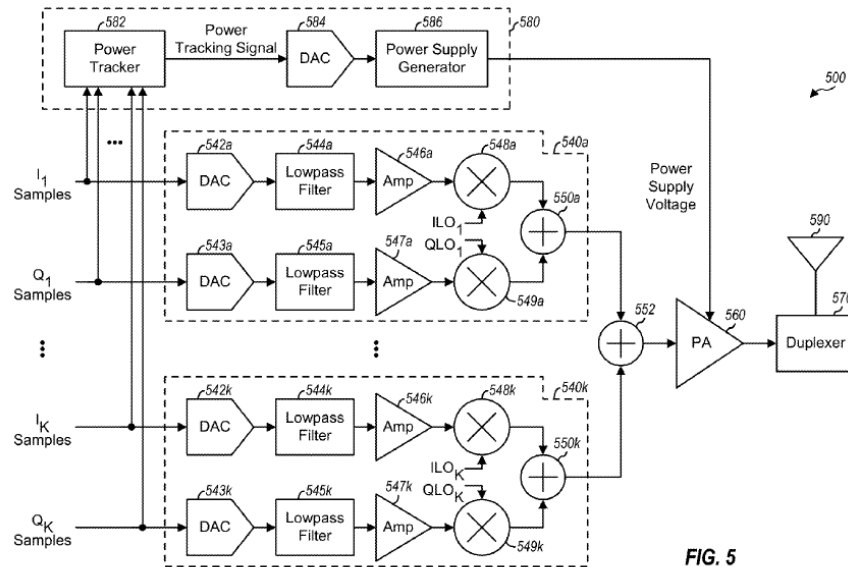 582
Power
Tracker
Power
Tracking Signal
584
DAC
586
Power Supply
Generator
580
500
...
542a
DAC
544a
Lowpass
Filter
546a
Amp
548a
540a
I1
Samples
ILO1
550a
Power
Supply
Voltage
590
543a
DAC
545a
Lowpass
Filter
547a
Amp
QLO1
549a
Q1
Samples
552
560
PA
570
Duplexer
...
...
542k
DAC
544k
Lowpass
Filter
546k
Amp
548k
540k
IK
Samples
ILOK
550k
543k
DAC
545k
Lowpass
Filter
547k
Amp
QLOK
549k
QK
Samples
FIG. 5